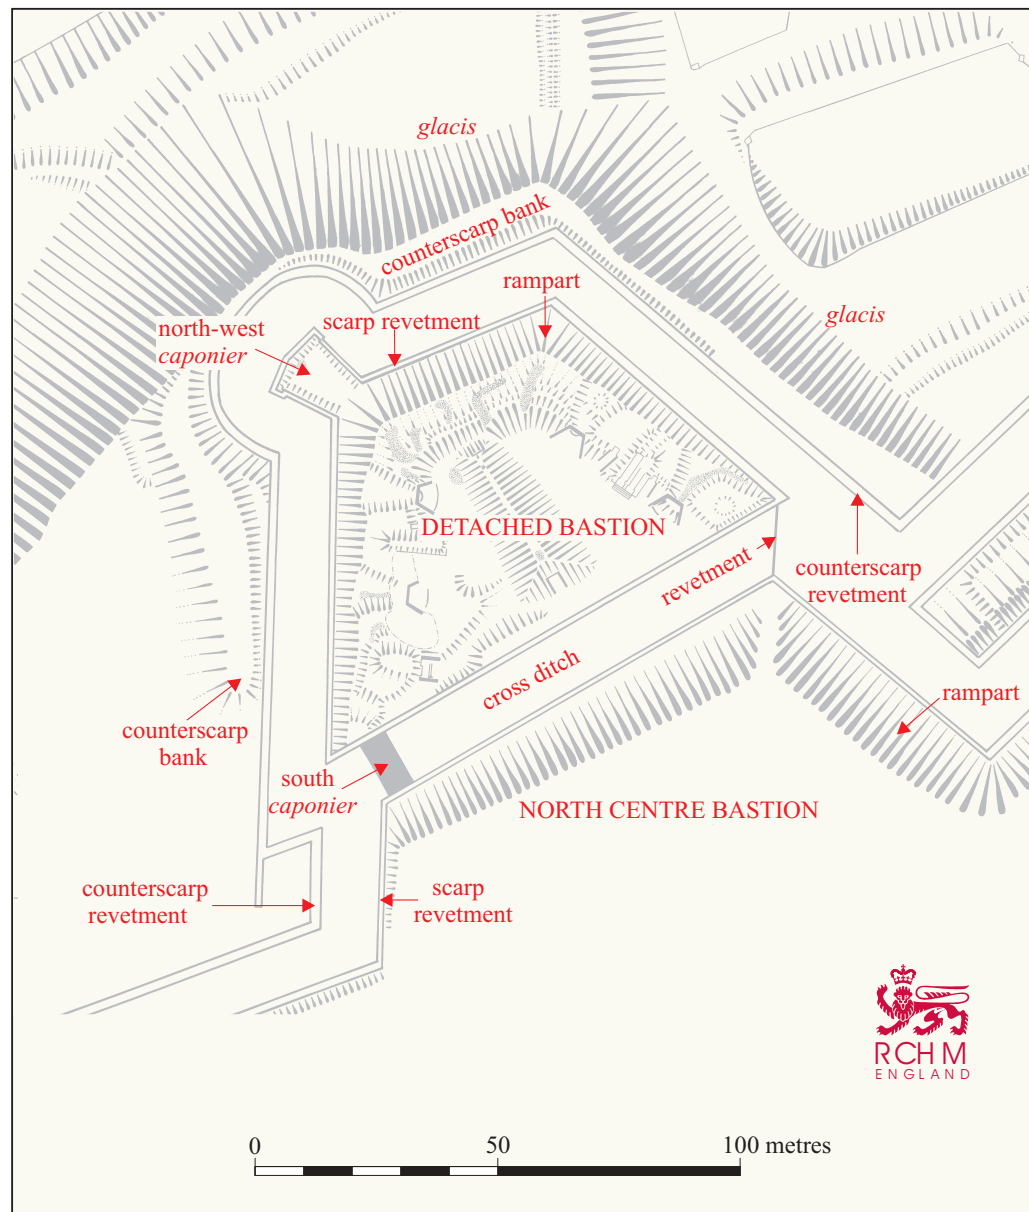 glacis
counterscarp bank
rampart
north-west
caponier
scarp revetment
glacis
DETACHED BASTION
revetment
counterscarp
revetment
cross ditch
rampart
counterscarp
bank
south
caponier
NORTH CENTRE BASTION
counterscarp
revetment
scarp
revetment
RCHM
ENGLAND
0 50 100 metres